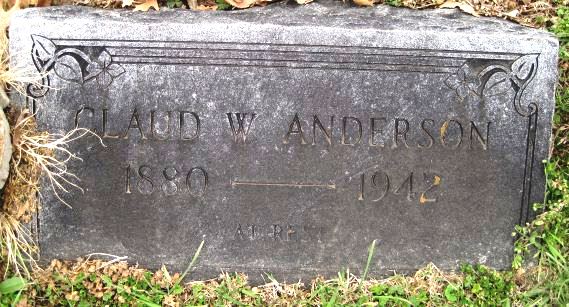 CLAUD W ANDERSON
1880 — 1942
AT REST